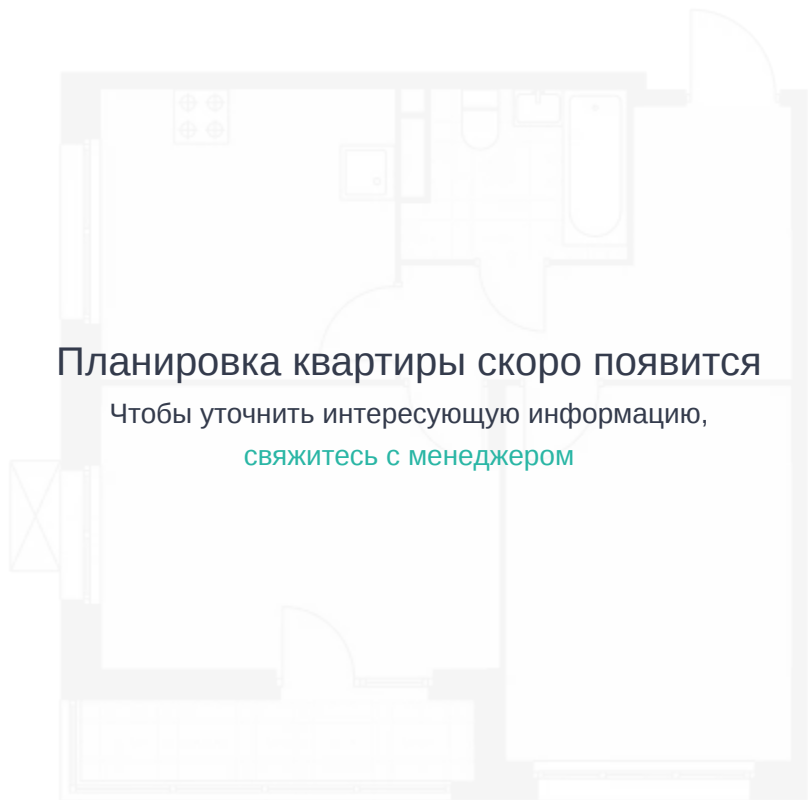 Планировка квартиры скоро появится
Чтобы уточнить интересующую информацию,
свяжитесь с менеджером